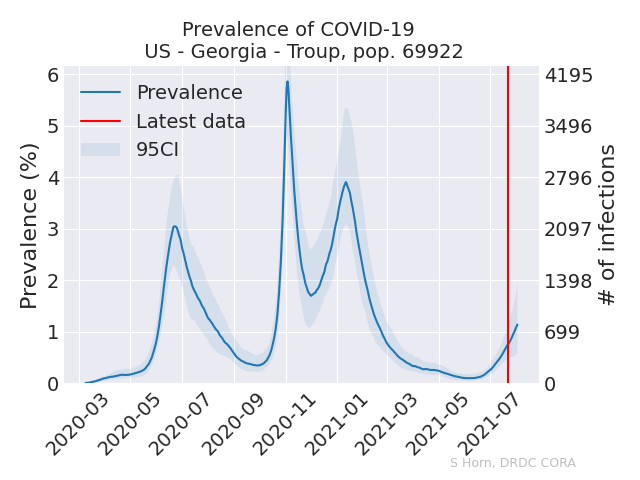 Prevalence of COVID-19
US - Georgia - Troup, pop. 69922
Prevalence
Latest data
95CI
Prevalence (%)
6
5
4
3
2
1
0
4195
3496
2796
2097
1398
699
0
# of infections
2020-03
2020-05
2020-07
2020-09
2020-11
2021-01
2021-03
2021-05
2021-07
S Horn, DRDC CORA